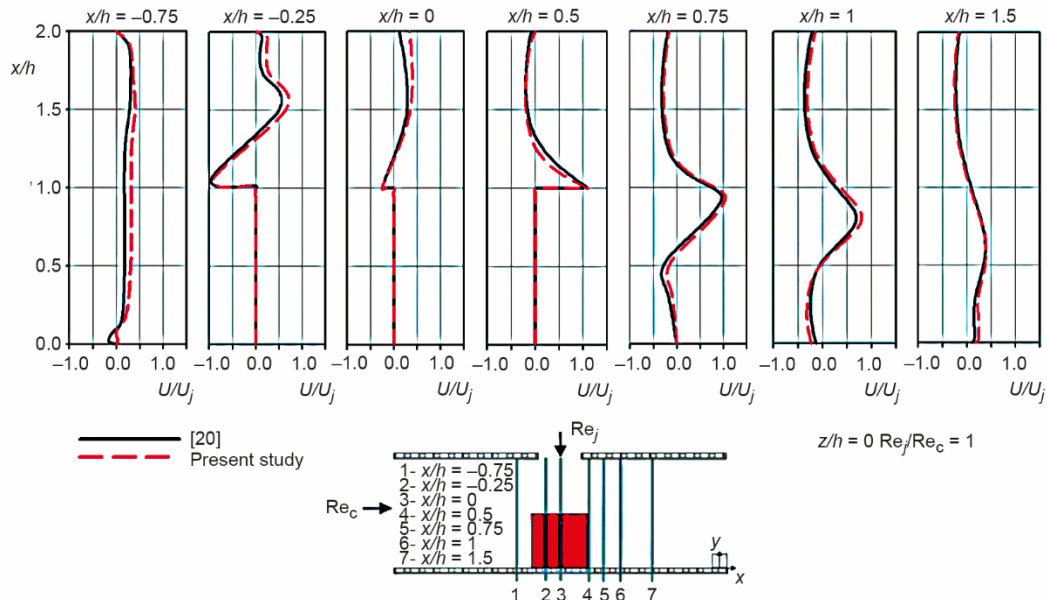 x/h = –0.75 x/h = –0.25 x/h = 0 x/h = 0.5 x/h = 0.75 x/h = 1 x/h = 1.5
2.0
x/h
1.5
1.0
0.5
0.0
–1.0 0.0 1.0 –1.0 0.0 1.0 –1.0 0.0 1.0 –1.0 0.0 1.0 –1.0 0.0 1.0 –1.0 0.0 1.0 –1.0 0.0 1.0
U/Uj U/Uj U/Uj U/Uj U/Uj U/Uj U/Uj
[20]
Present study
z/h = 0 Rej/Rec = 1
Rej
Rec
1- x/h = –0.75
2- x/h = –0.25
3- x/h = 0
4- x/h = 0.5
5- x/h = 0.75
6- x/h = 1
7- x/h = 1.5
y
x
1 2 3 4 5 6 7